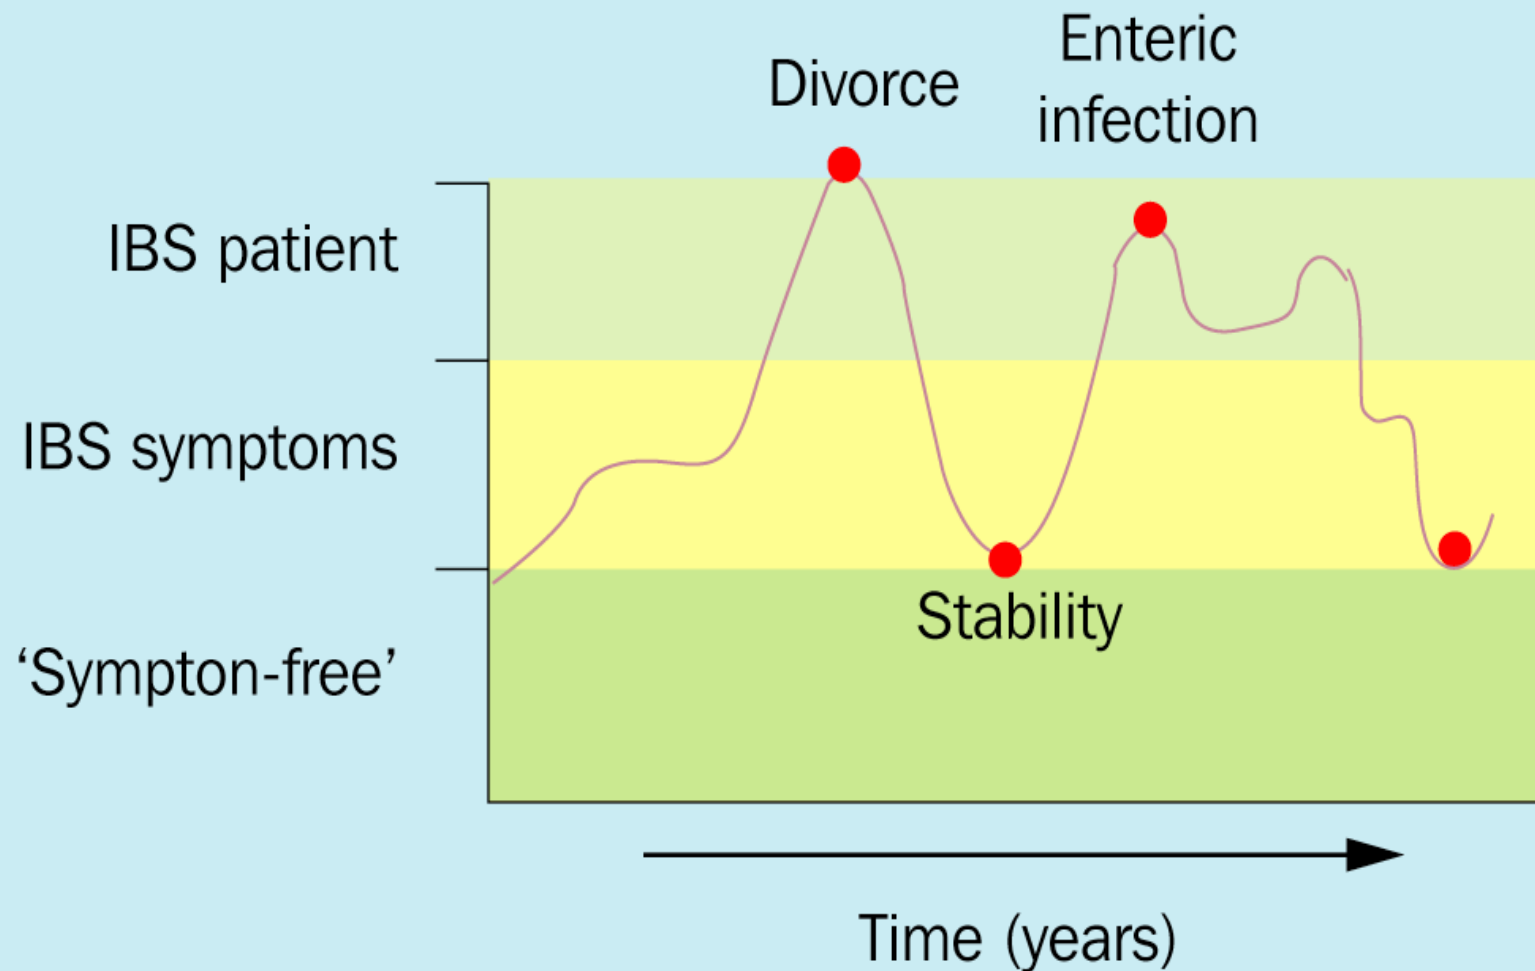 Divorce
Enteric
infection
IBS patient
IBS symptoms
Stability
‘Sympton-free’
Time (years)